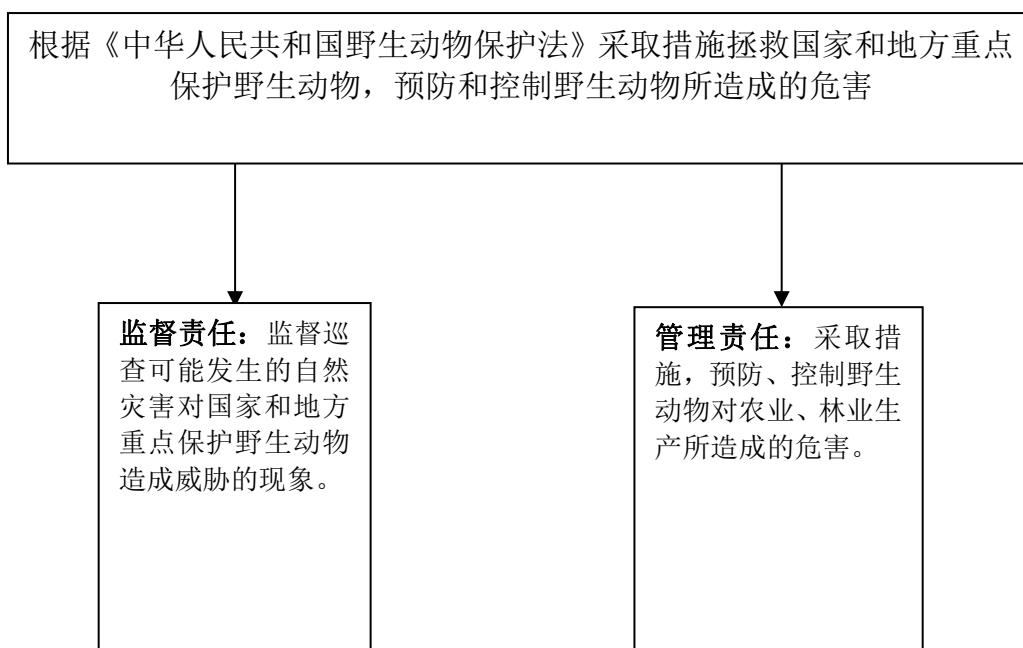 根据《中华人民共和国野生动物保护法》采取措施拯救国家和地方重点
保护野生动物，预防和控制野生动物所造成的危害
监督责任：监督巡
查可能发生的自然
灾害对国家和地方
重点保护野生动物
造成威胁的现象。
管理责任：采取措
施，预防、控制野生
动物对农业、林业生
产所造成的危害。